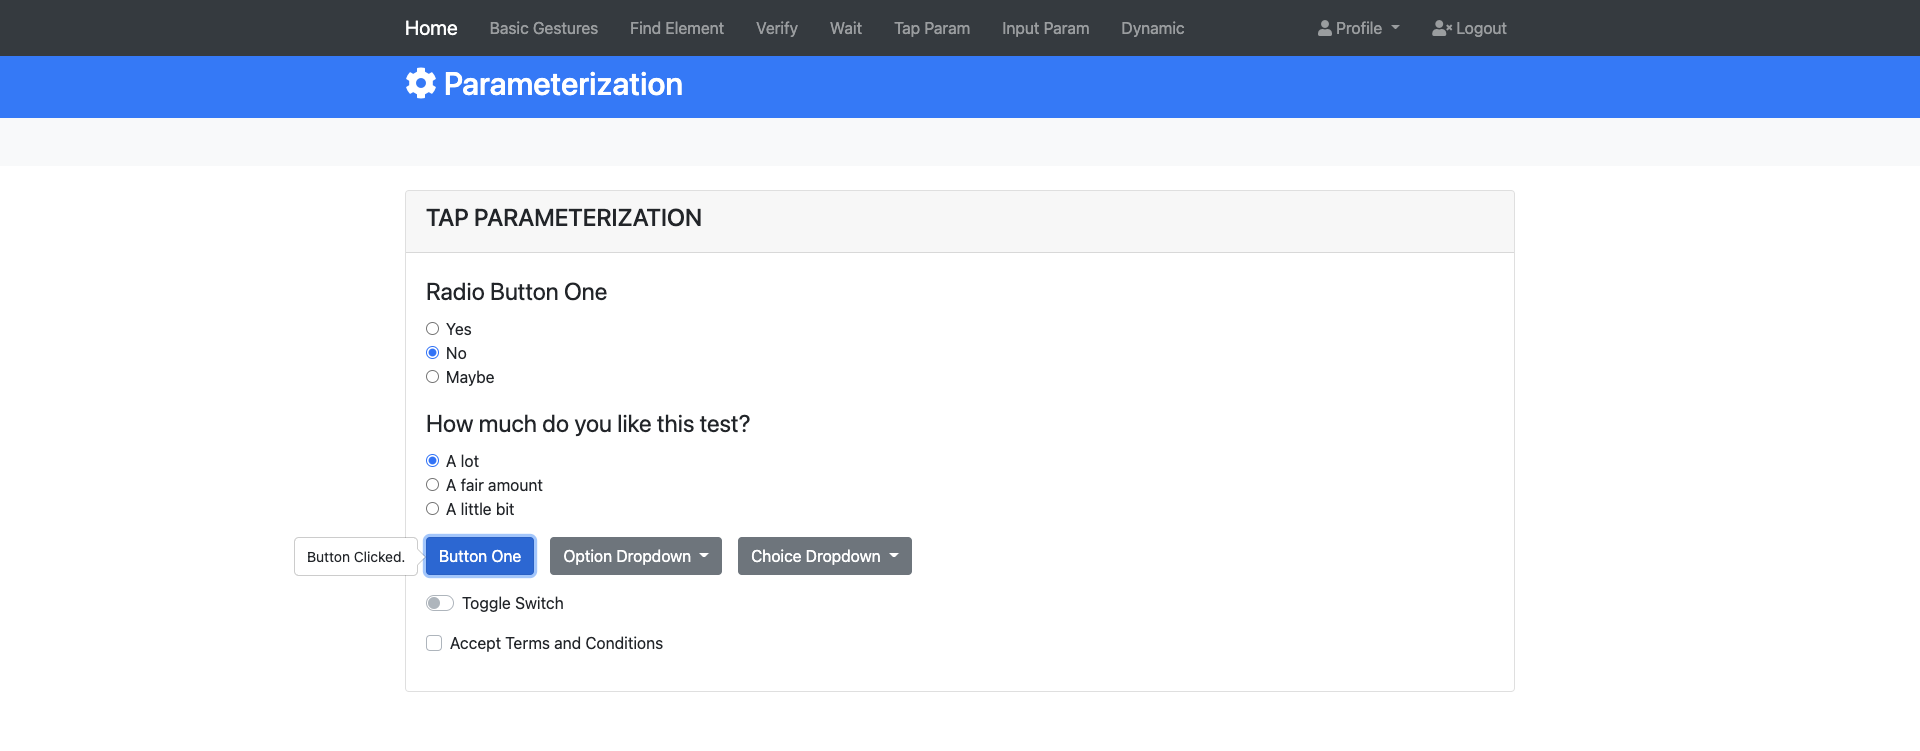 Home Basic Gestures Find Element Verify Wait Tap Param Input Param Dynamic Profile Logout
Parameterization
TAP PARAMETERIZATION
Radio Button One
Yes
No
Maybe
How much do you like this test?
A lot
A fair amount
A little bit
Button Clicked. Button One Option Dropdown Choice Dropdown
Toggle Switch
Accept Terms and Conditions